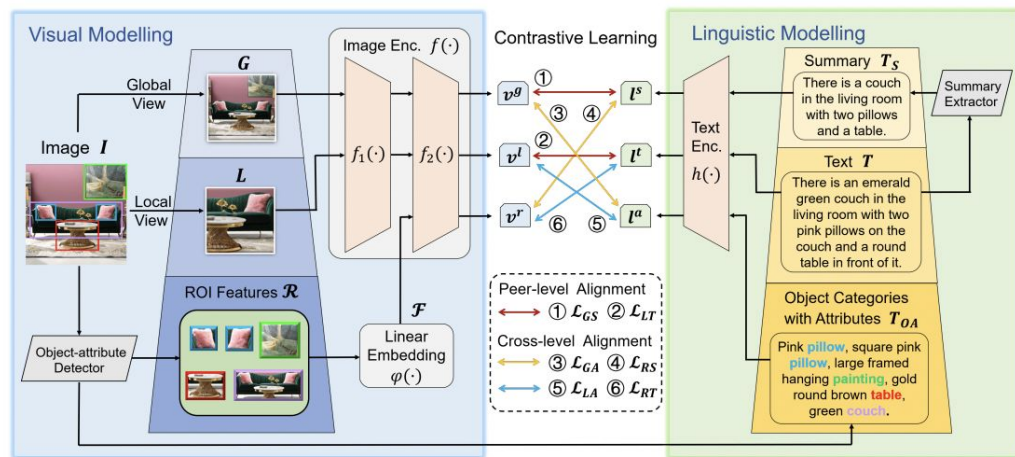 Visual Modelling
G
Global
View
Image I
L
Local
View
ROI Features R
Object-attribute
Detector
Image Enc. f(·)
f1(·)
f2(·)
F
Linear
Embedding
φ(·)
Contrastive Learning
①
v^g
l^s
③
④
②
v^l
l^t
v^r
l^a
⑥
⑤
Peer-level Alignment
① L_GS ② L_LT
Cross-level Alignment
③ L_GA ④ L_RS
⑤ L_LA ⑥ L_RT
Linguistic Modelling
Text
Enc.
h(·)
Summary T_S
There is a couch
in the living room
with two pillows
and a table.
Summary
Extractor
Text T
There is an emerald
green couch in the
living room with two
pink pillows on the
couch and a round
table in front of it.
Object Categories
with Attributes T_OA
Pink pillow, square pink
pillow, large framed
hanging painting, gold
round brown table,
green couch.